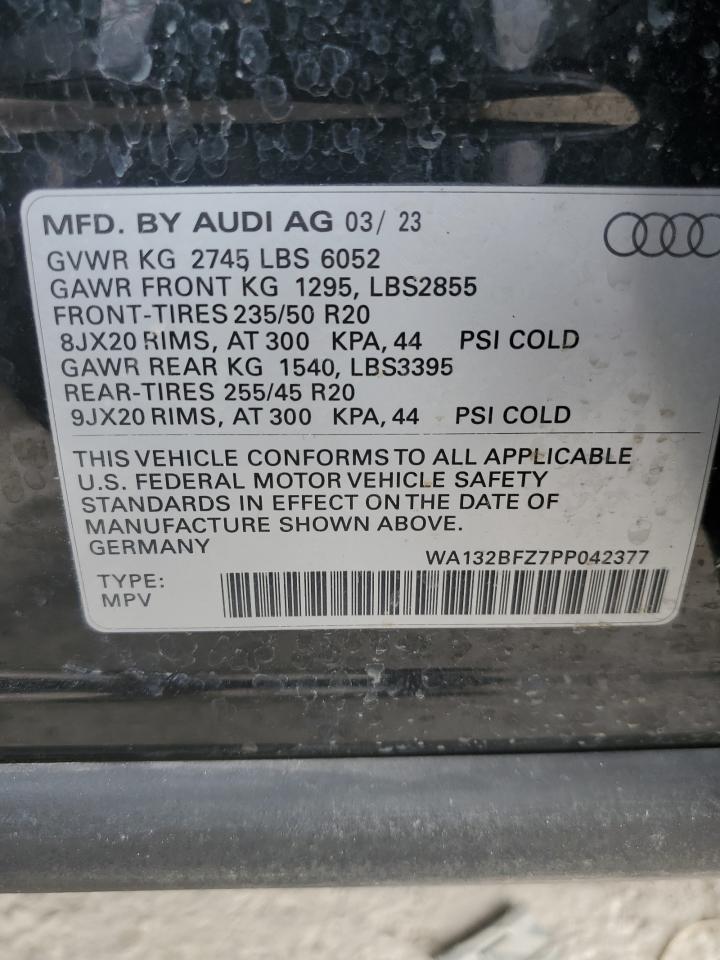 MFD. BY AUDI AG 03/ 23
GVWR KG 2745, LBS 6052
GAWR FRONT KG 1295, LBS2855
FRONT-TIRES 235/50 R20
8JX20 RIMS, AT 300 KPA, 44 PSI COLD
GAWR REAR KG 1540, LBS3395
REAR-TIRES 255/45 R20
9JX20 RIMS, AT 300 KPA, 44 PSI COLD
THIS VEHICLE CONFORMS TO ALL APPLICABLE
U.S. FEDERAL MOTOR VEHICLE SAFETY
STANDARDS IN EFFECT ON THE DATE OF
MANUFACTURE SHOWN ABOVE.
GERMANY
WA132BFZ7PP042377
TYPE:
MPV